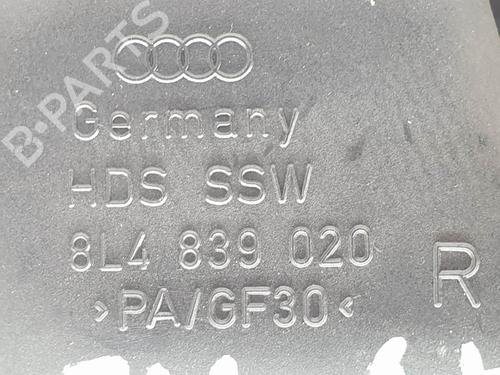 B-PARTS
Germany
HDS SSW
8L4 839 020
R
>PA/GF30<